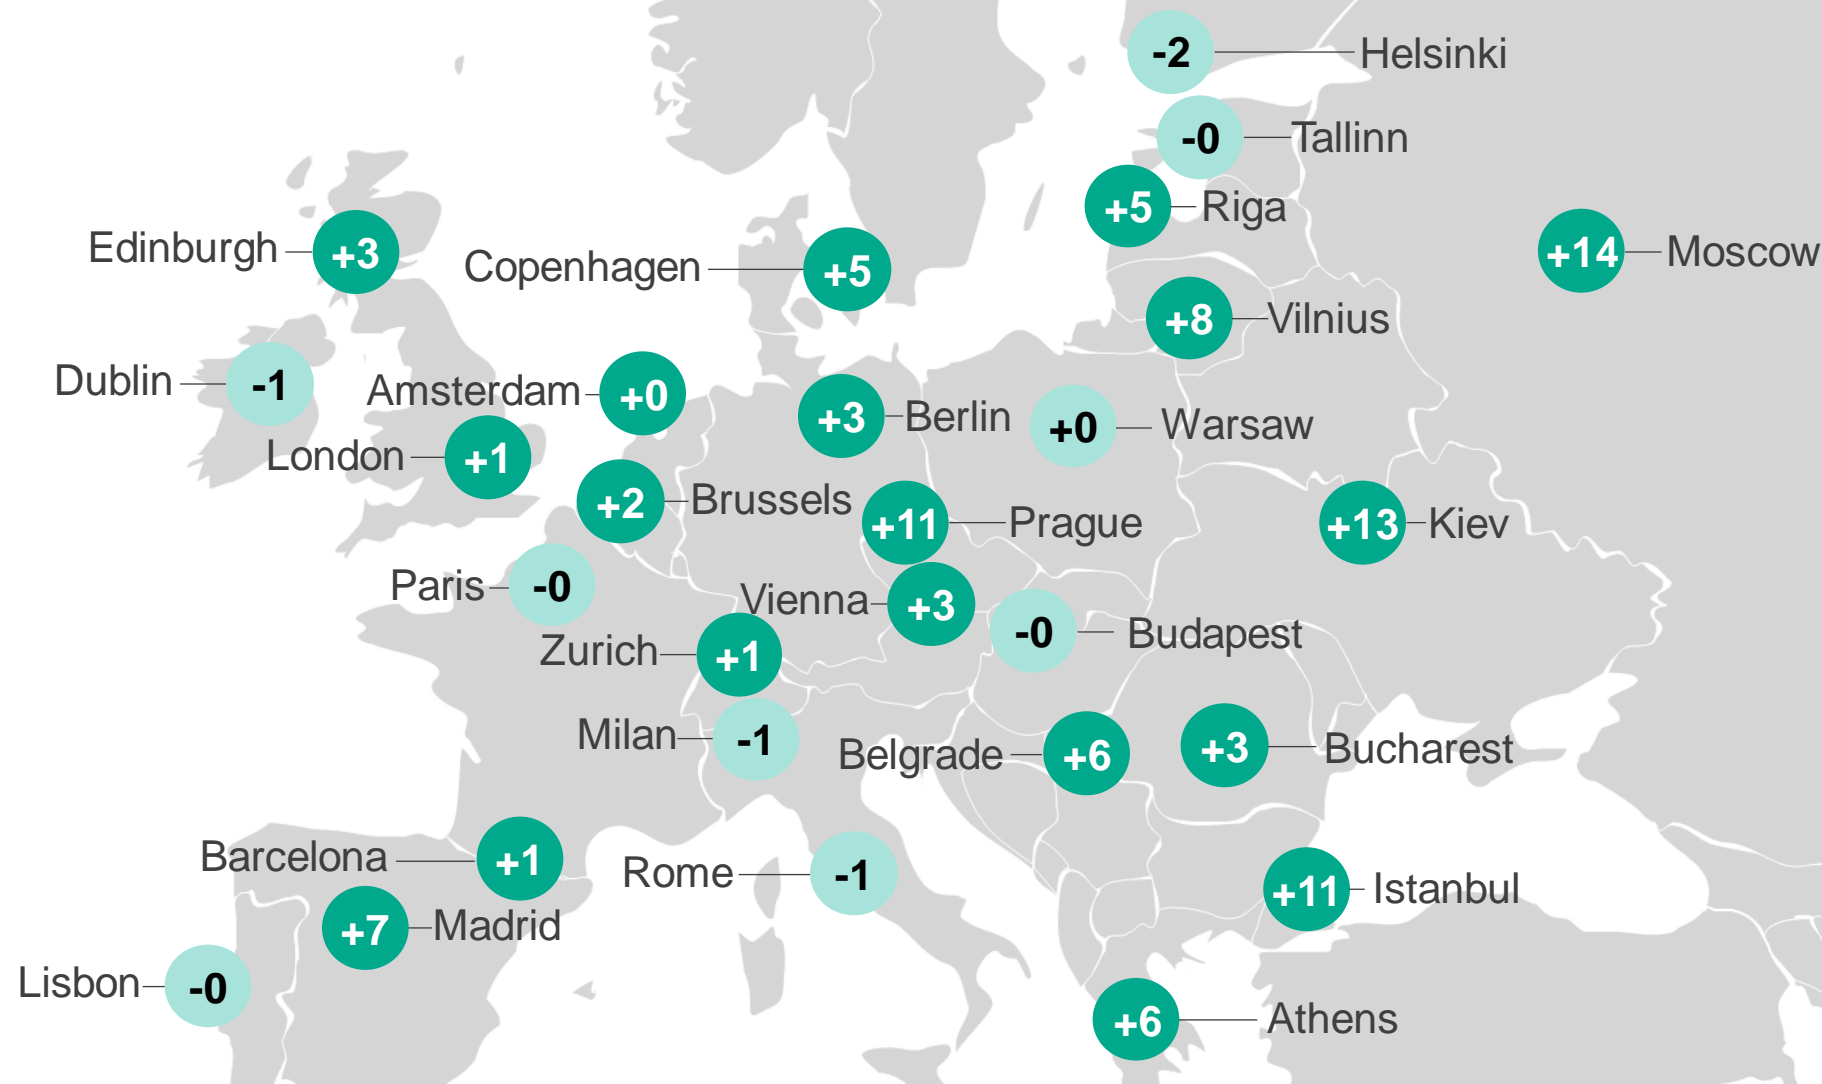 -2 Helsinki
-0 Tallinn
+5 Riga
Edinburgh +3
Copenhagen +5
+14 Moscow
+8 Vilnius
Dublin -1
Amsterdam +0
+3 Berlin
+0 Warsaw
London +1
+2 Brussels
+11 Prague
+13 Kiev
Paris -0
Vienna +3
-0 Budapest
Zurich +1
Milan -1
Belgrade +6
+3 Bucharest
Barcelona +1
Rome -1
+11 Istanbul
+7 Madrid
Lisbon -0
+6 Athens